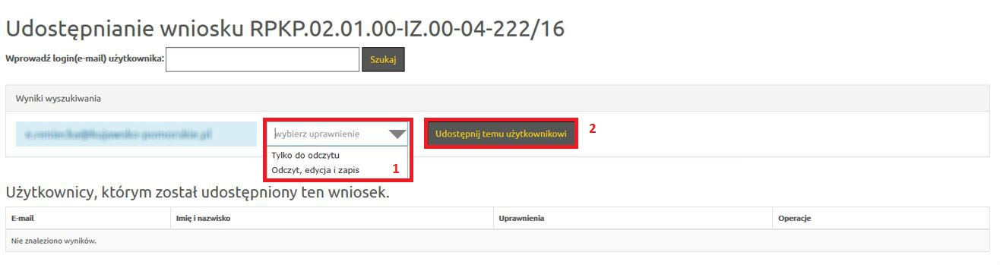 Udostępnianie wniosku RPKP.02.01.00-IZ.00-04-222/16
Wprowadź login(e-mail) użytkownika: Szukaj
Wyniki wyszukiwania
wybierz uprawnienie Udostępnij temu użytkownikowi 2
Tylko do odczytu
Odczyt, edycja i zapis 1
Użytkownicy, którym został udostępniony ten wniosek.
E-mail Imię i nazwisko Uprawnienia Operacje
Nie znaleziono wyników.